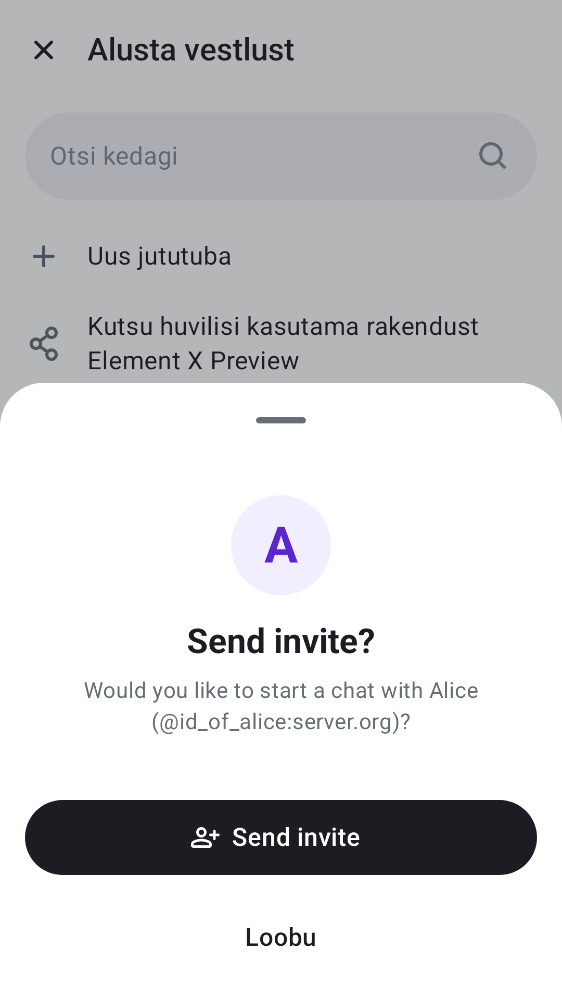 Alusta vestlust
Otsi kedagi
Uus jututuba
Kutsu huvilisi kasutama rakendust
Element X Preview
A
Send invite?
Would you like to start a chat with Alice
(@id_of_alice:server.org)?
Send invite
Loobu